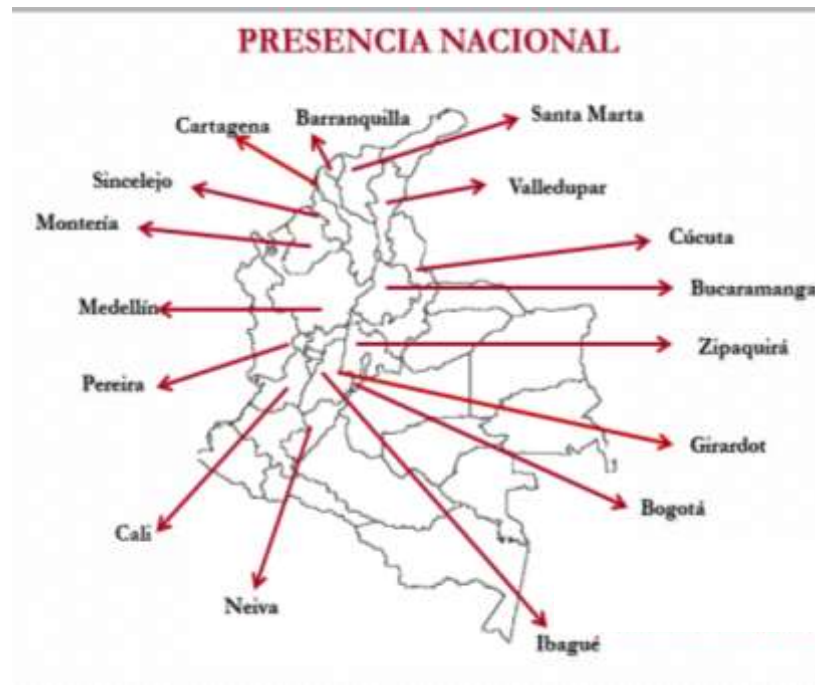 PRESENCIA NACIONAL
Barranquilla
Santa Marta
Cartagena
Sincelejo
Valledupar
Montería
Cúcuta
Bucaramanga
Medellín
Zipaquirá
Pereira
Girardot
Bogotá
Cali
Neiva
Ibagué